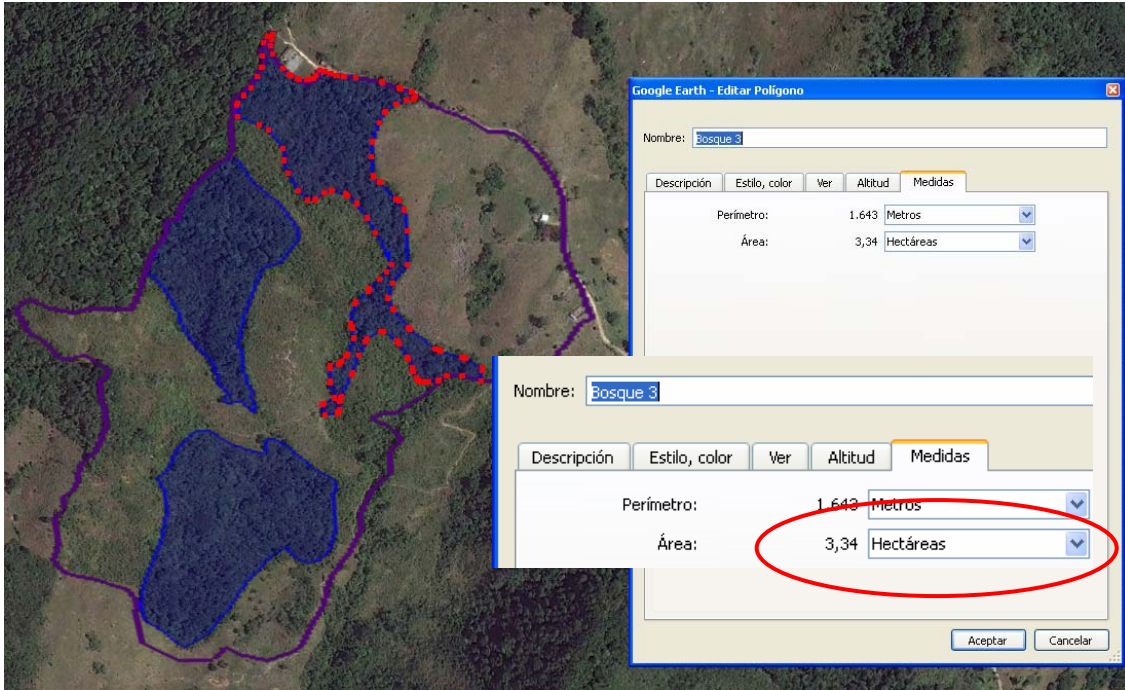 Google Earth - Editar Polígono
Nombre: Bosque 3
Descripción Estilo, color Ver Altitud Medidas
Perímetro: 1.643 Metros
Área: 3,34 Hectáreas
Nombre: Bosque 3
Descripción Estilo, color Ver Altitud Medidas
Perímetro: 1.643 Metros
Área: 3,34 Hectáreas
Aceptar Cancelar